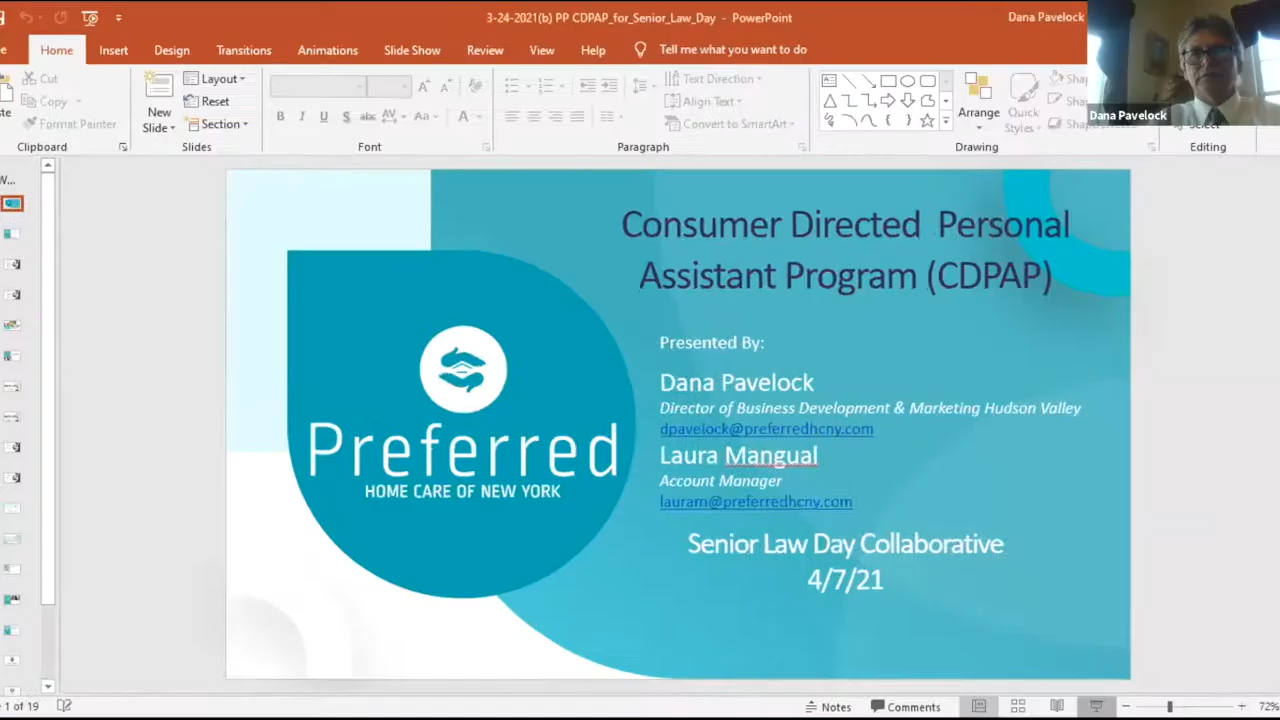 3-24-2021(b) PP CDPAP_for_Senior_Law_Day - PowerPoint
Dana Pavelock
Home Insert Design Transitions Animations Slide Show Review View Help Tell me what you want to do
Cut
Copy
Format Painter
Clipboard
New
Slide
Layout
Reset
Section
Slides
B I U S abc AV Aa A
Font
Text Direction
Align Text
Convert to SmartArt
Paragraph
Arrange
Quick
Styles
Drawing
Editing
Dana Pavelock
Consumer Directed Personal
Assistant Program (CDPAP)
Presented By:
Dana Pavelock
Director of Business Development & Marketing Hudson Valley
dpavelock@preferredhcny.com
Laura Mangual
Account Manager
lauram@preferredhcny.com
Senior Law Day Collaborative
4/7/21
Preferred
HOME CARE OF NEW YORK
1 of 19
Notes
Comments
72%